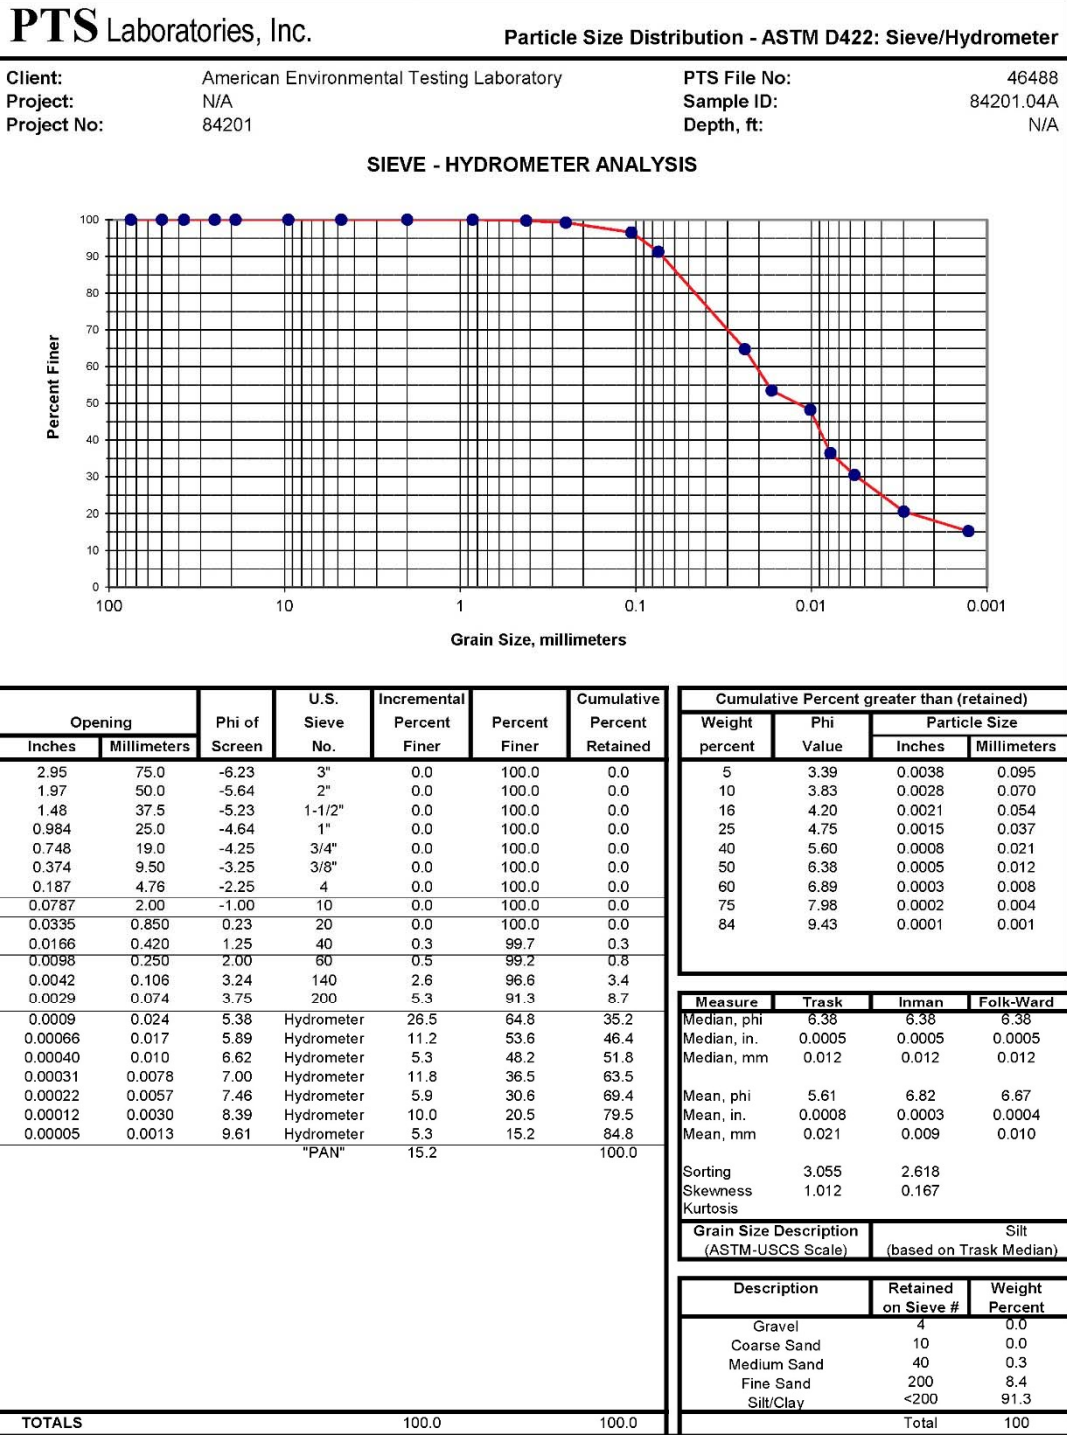 PTS Laboratories, Inc.
Particle Size Distribution - ASTM D422: Sieve/Hydrometer
Client: American Environmental Testing Laboratory PTS File No: 46488
Project: N/A Sample ID: 84201.04A
Project No: 84201 Depth, ft: N/A
SIEVE - HYDROMETER ANALYSIS
100
90
80
70
60
50
40
30
20
10
0
Percent Finer
100 10 1 0.1 0.01 0.001
Grain Size, millimeters
U.S. Incremental Cumulative
Opening Phi of Sieve Percent Percent Percent
Inches Millimeters Screen No. Finer Finer Retained
2.95 75.0 -6.23 3" 0.0 100.0 0.0
1.97 50.0 -5.64 2" 0.0 100.0 0.0
1.48 37.5 -5.23 1-1/2" 0.0 100.0 0.0
0.984 25.0 -4.64 1" 0.0 100.0 0.0
0.748 19.0 -4.25 3/4" 0.0 100.0 0.0
0.374 9.50 -3.25 3/8" 0.0 100.0 0.0
0.187 4.76 -2.25 4 0.0 100.0 0.0
0.0787 2.00 -1.00 10 0.0 100.0 0.0
0.0335 0.850 0.23 20 0.0 100.0 0.0
0.0166 0.420 1.25 40 0.3 99.7 0.3
0.0098 0.250 2.00 60 0.5 99.2 0.8
0.0042 0.106 3.24 140 2.6 96.6 3.4
0.0029 0.074 3.75 200 5.3 91.3 8.7
0.0009 0.024 5.38 Hydrometer 26.5 64.8 35.2
0.00066 0.017 5.89 Hydrometer 11.2 53.6 46.4
0.00040 0.010 6.62 Hydrometer 5.3 48.2 51.8
0.00031 0.0078 7.00 Hydrometer 11.8 36.5 63.5
0.00022 0.0057 7.46 Hydrometer 5.9 30.6 69.4
0.00012 0.0030 8.39 Hydrometer 10.0 20.5 79.5
0.00005 0.0013 9.61 Hydrometer 5.3 15.2 84.8
"PAN" 15.2 100.0
TOTALS 100.0 100.0
Cumulative Percent greater than (retained)
Weight Phi Particle Size
percent Value Inches Millimeters
5 3.39 0.0038 0.095
10 3.83 0.0028 0.070
16 4.20 0.0021 0.054
25 4.75 0.0015 0.037
40 5.60 0.0008 0.021
50 6.38 0.0005 0.012
60 6.89 0.0003 0.008
75 7.98 0.0002 0.004
84 9.43 0.0001 0.001
Measure Trask Inman Folk-Ward
Median, phi 6.38 6.38 6.38
Median, in. 0.0005 0.0005 0.0005
Median, mm 0.012 0.012 0.012
Mean, phi 5.61 6.82 6.67
Mean, in. 0.0008 0.0003 0.0004
Mean, mm 0.021 0.009 0.010
Sorting 3.055 2.618
Skewness 1.012 0.167
Kurtosis
Grain Size Description Silt
(ASTM-USCS Scale) (based on Trask Median)
Description Retained Weight
on Sieve # Percent
Gravel 4 0.0
Coarse Sand 10 0.0
Medium Sand 40 0.3
Fine Sand 200 8.4
Silt/Clay <200 91.3
Total 100